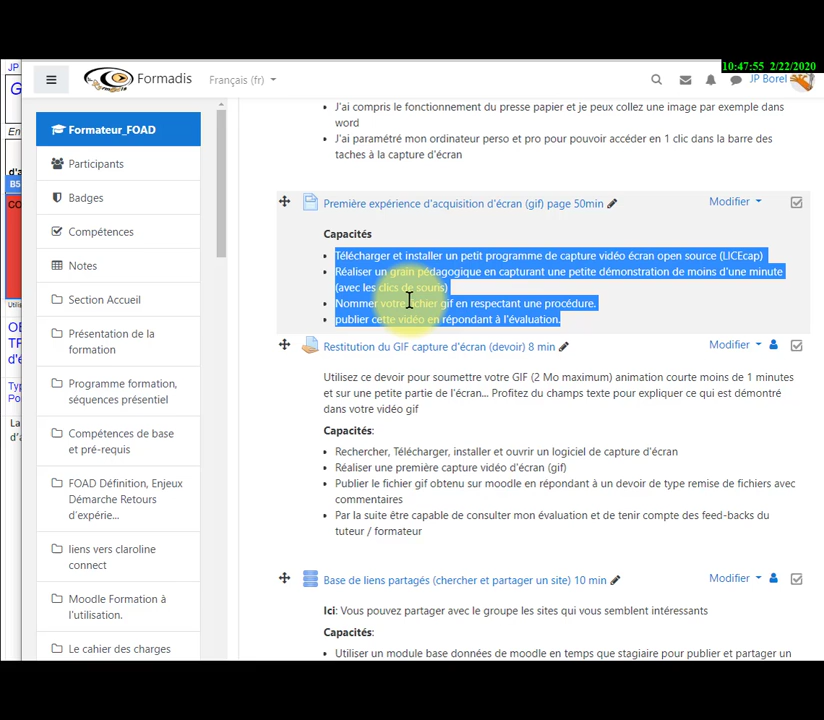 10:47:55 2/22/2020
Formadis
Français (fr)
JP Borel
JP
G
En
d'a
B5
CO
Utilis
OE
TF
d'é
Typ
Po
La
d'
Formateur_FOAD
Participants
Badges
Compétences
Notes
Section Accueil
Présentation de la
formation
Programme formation,
séquences présentiel
Compétences de base
et pré-requis
FOAD Définition, Enjeux
Démarche Retours
d'expérie...
liens vers claroline
connect
Moodle Formation à
l'utilisation.
Le cahier des charges
J'ai compris le fonctionnement du presse papier et je peux collez une image par exemple dans
word
J'ai paramétré mon ordinateur perso et pro pour pouvoir accéder en 1 clic dans la barre des
taches à la capture d'écran
Première expérience d'acquisition d'écran (gif) page 50min
Modifier
Capacités
Télécharger et installer un petit programme de capture vidéo écran open source (LICEcap)
Réaliser un grain pédagogique en capturant une petite démonstration de moins d'une minute
(avec les clics de souris)
Nommer votre fichier gif en respectant une procédure.
publier cette vidéo en répondant à l'évaluation.
Restitution du GIF capture d'écran (devoir) 8 min
Modifier
Utilisez ce devoir pour soumettre votre GIF (2 Mo maximum) animation courte moins de 1 minutes
et sur une petite partie de l'écran... Profitez du champs texte pour expliquer ce qui est démontré
dans votre vidéo gif
Capacités:
Rechercher, Télécharger, installer et ouvrir un logiciel de capture d'écran
Réaliser une première capture vidéo d'écran (gif)
Publier le fichier gif obtenu sur moodle en répondant à un devoir de type remise de fichiers avec
commentaires
Par la suite être capable de consulter mon évaluation et de tenir compte des feed-backs du
tuteur / formateur
Base de liens partagés (chercher et partager un site) 10 min
Modifier
Ici: Vous pouvez partager avec le groupe les sites qui vous semblent intéressants
Capacités:
Utiliser un module base données de moodle en temps que stagiaire pour publier et partager un